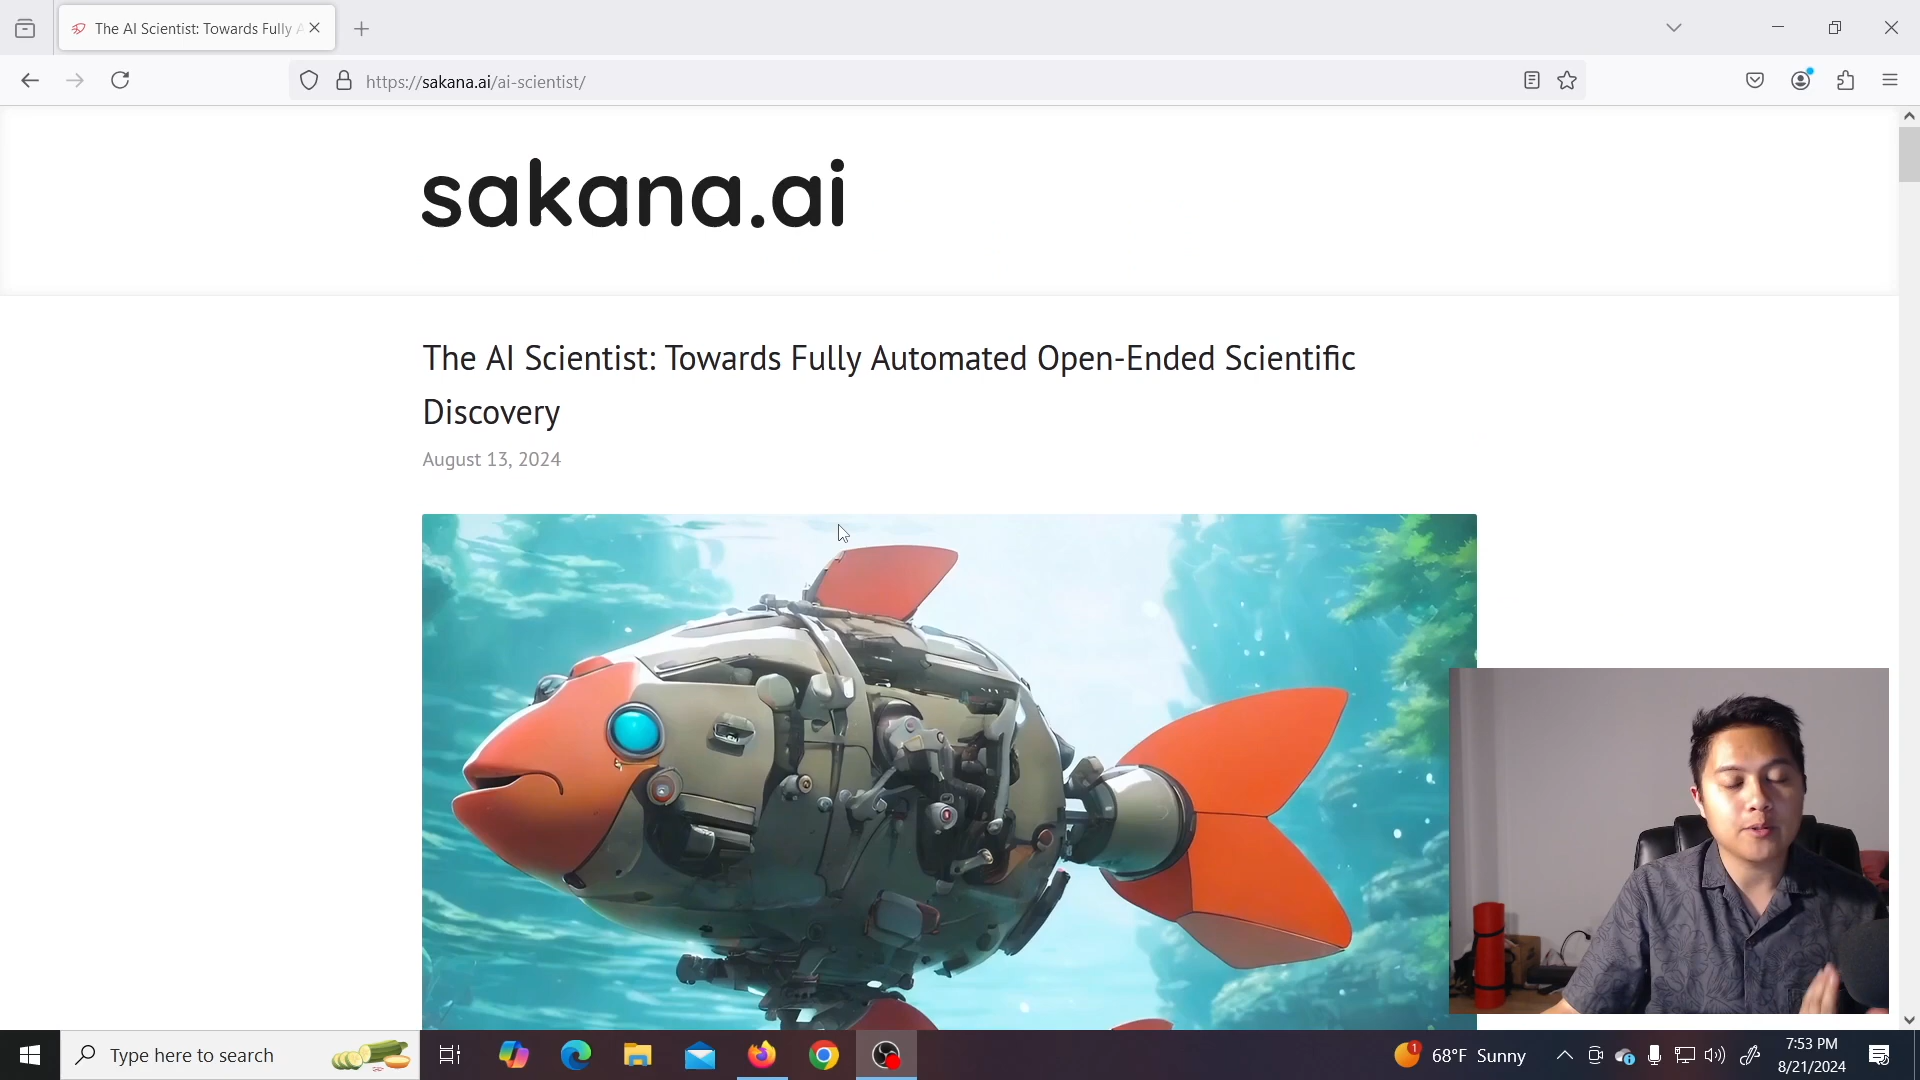 The AI Scientist: Towards Fully A
https://sakana.ai/ai-scientist/
sakana.ai
The AI Scientist: Towards Fully Automated Open-Ended Scientific
Discovery
August 13, 2024
Type here to search
1
68°F Sunny
7:53 PM
8/21/2024